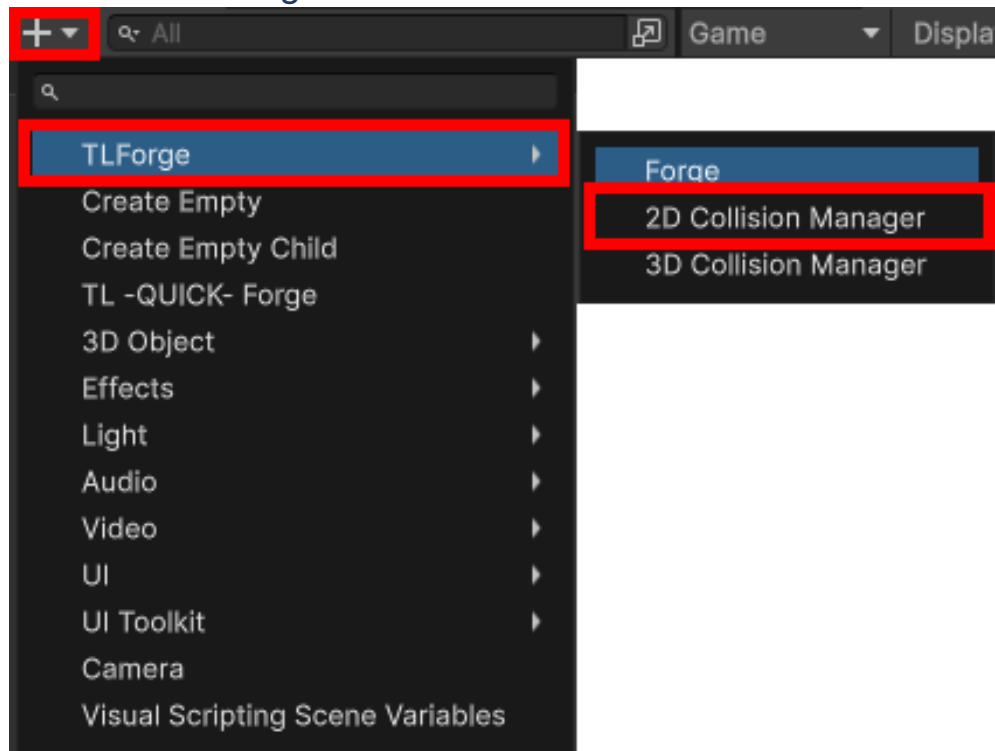 All
Game
Displa
TLForge
Forge
Create Empty
2D Collision Manager
Create Empty Child
3D Collision Manager
TL -QUICK- Forge
3D Object
Effects
Light
Audio
Video
UI
UI Toolkit
Camera
Visual Scripting Scene Variables